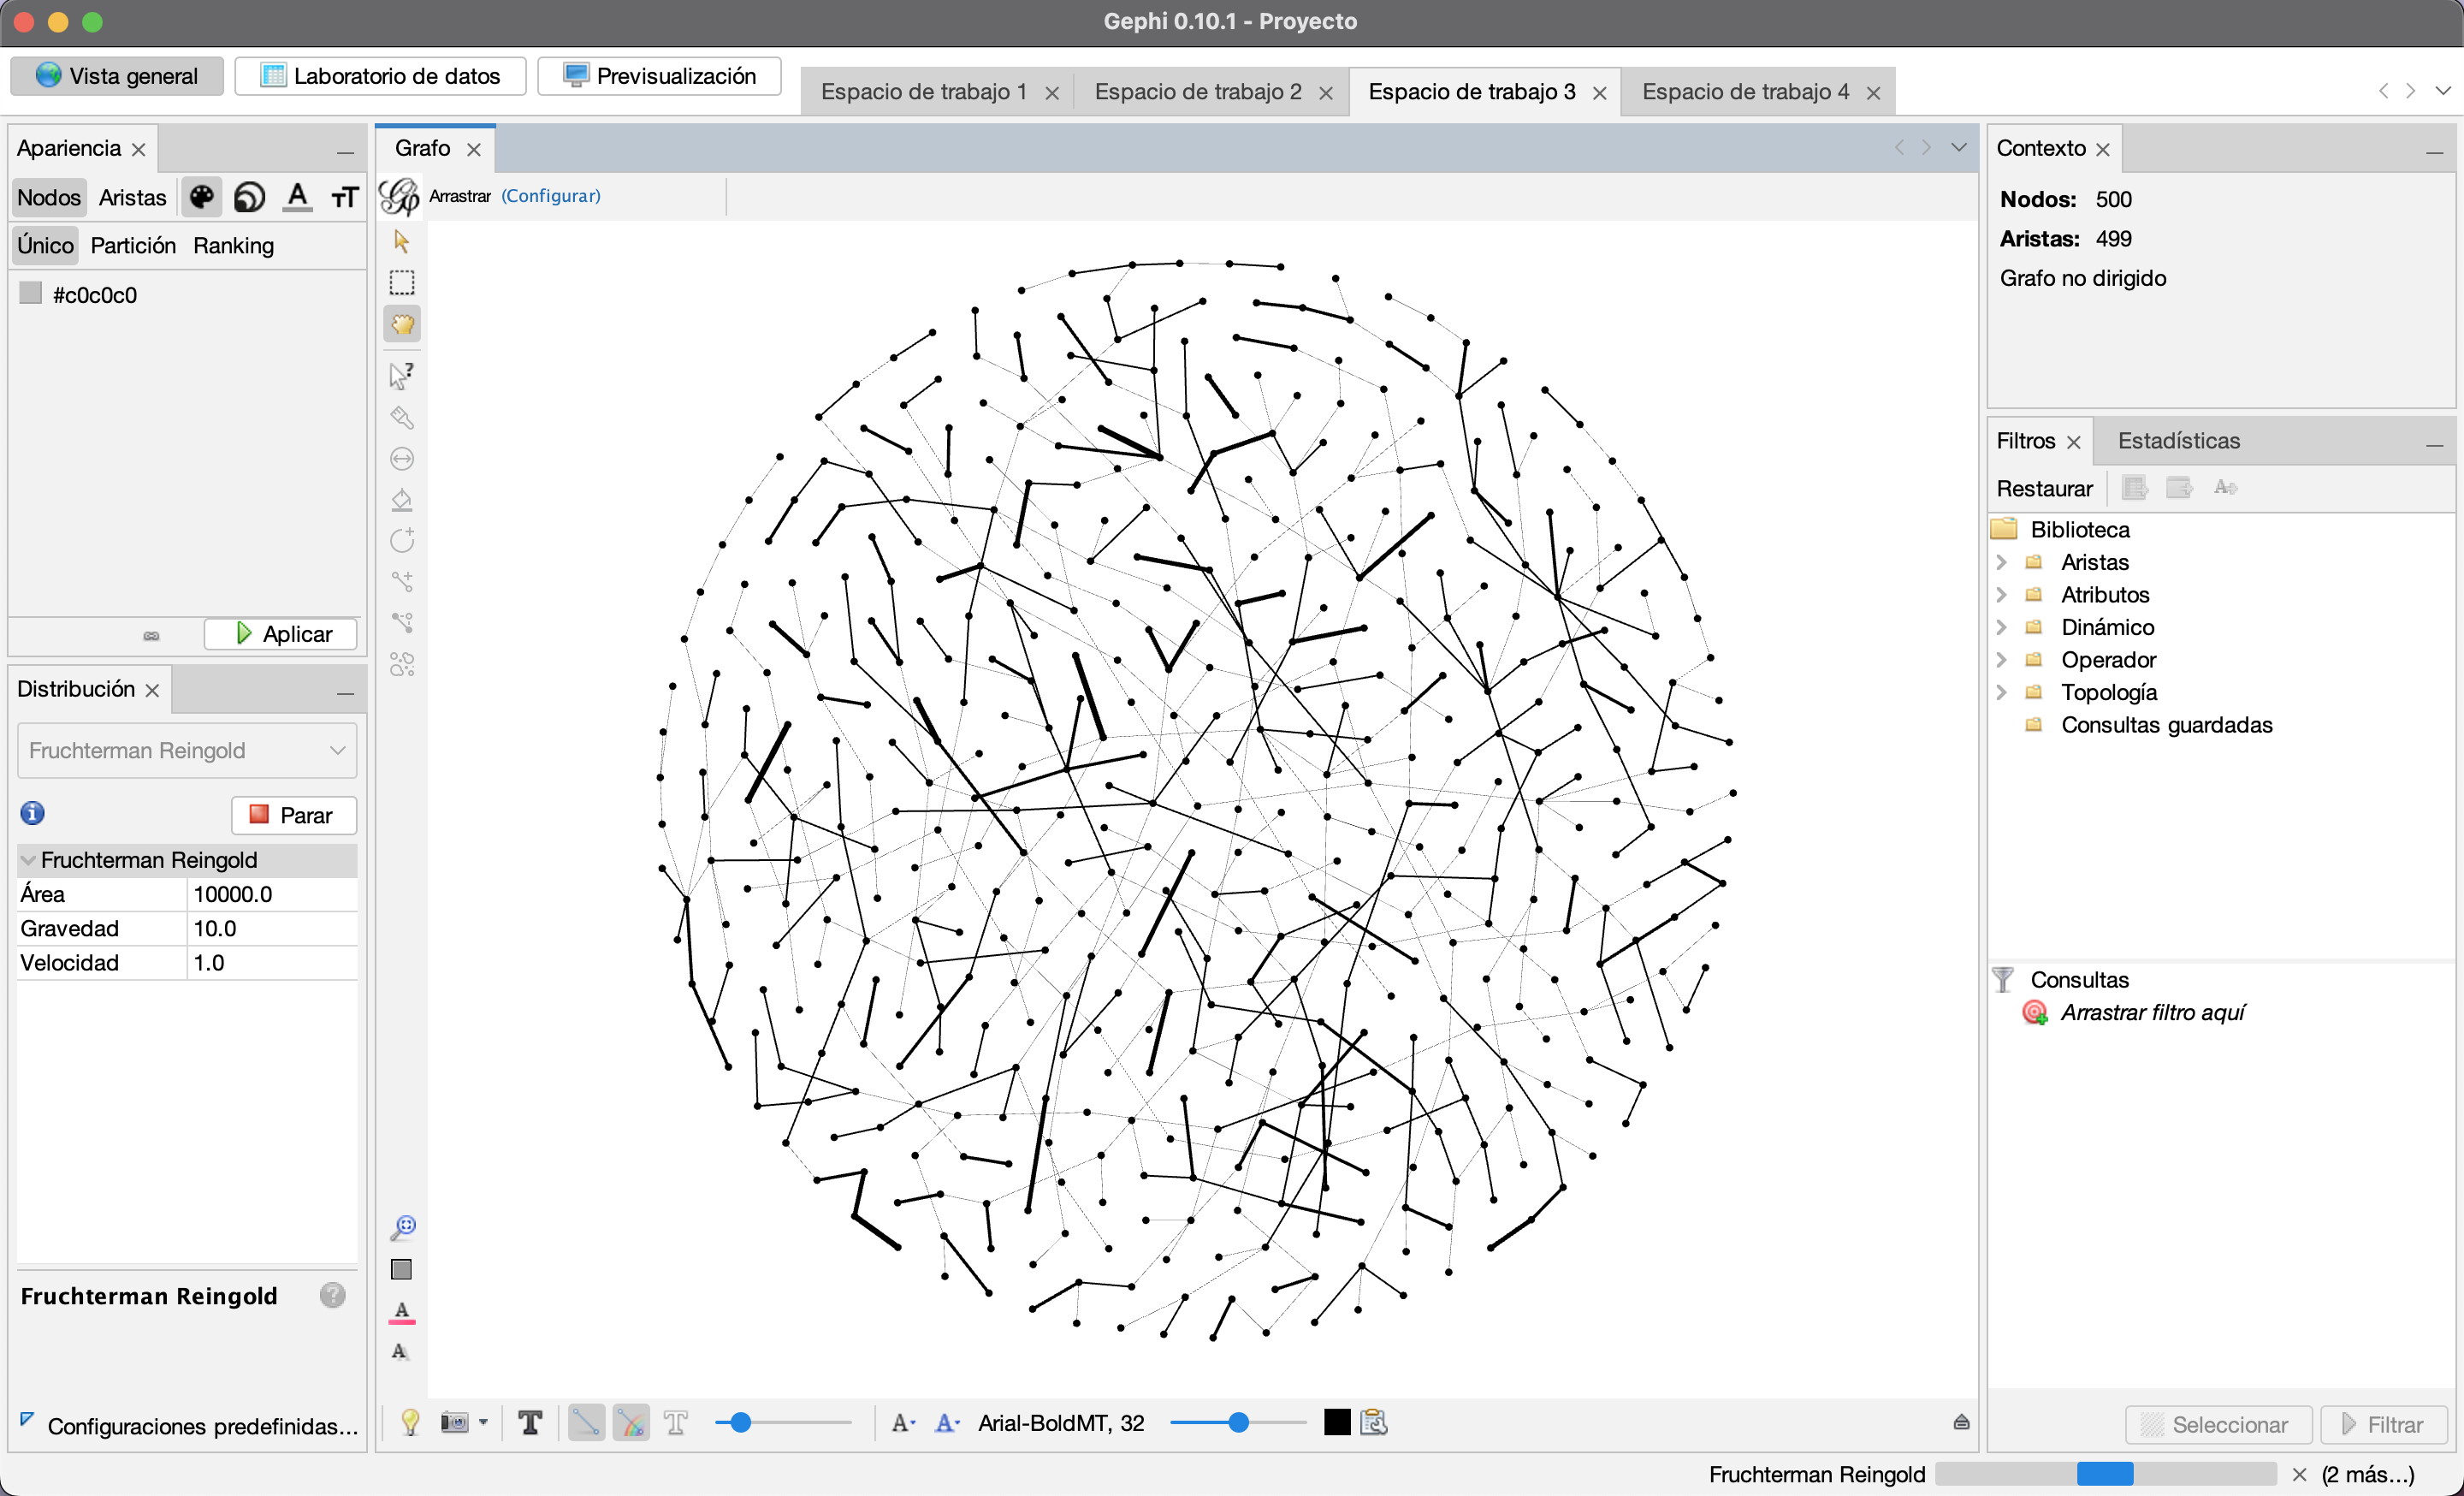 Gephi 0.10.1 - Proyecto
Vista general
Laboratorio de datos
Previsualización
Espacio de trabajo 1
Espacio de trabajo 2
Espacio de trabajo 3
Espacio de trabajo 4
Apariencia
Nodos
Aristas
Único
Partición
Ranking
#c0c0c0
Aplicar
Distribución
Fruchterman Reingold
Parar
Fruchterman Reingold
Área 10000.0
Gravedad 10.0
Velocidad 1.0
Fruchterman Reingold
Configuraciones predefinidas...
Grafo
Arrastrar (Configurar)
Arial-BoldMT, 32
Contexto
Nodos: 500
Aristas: 499
Grafo no dirigido
Filtros
Estadísticas
Restaurar
Biblioteca
Aristas
Atributos
Dinámico
Operador
Topología
Consultas guardadas
Consultas
Arrastrar filtro aquí
Seleccionar
Filtrar
Fruchterman Reingold
(2 más...)